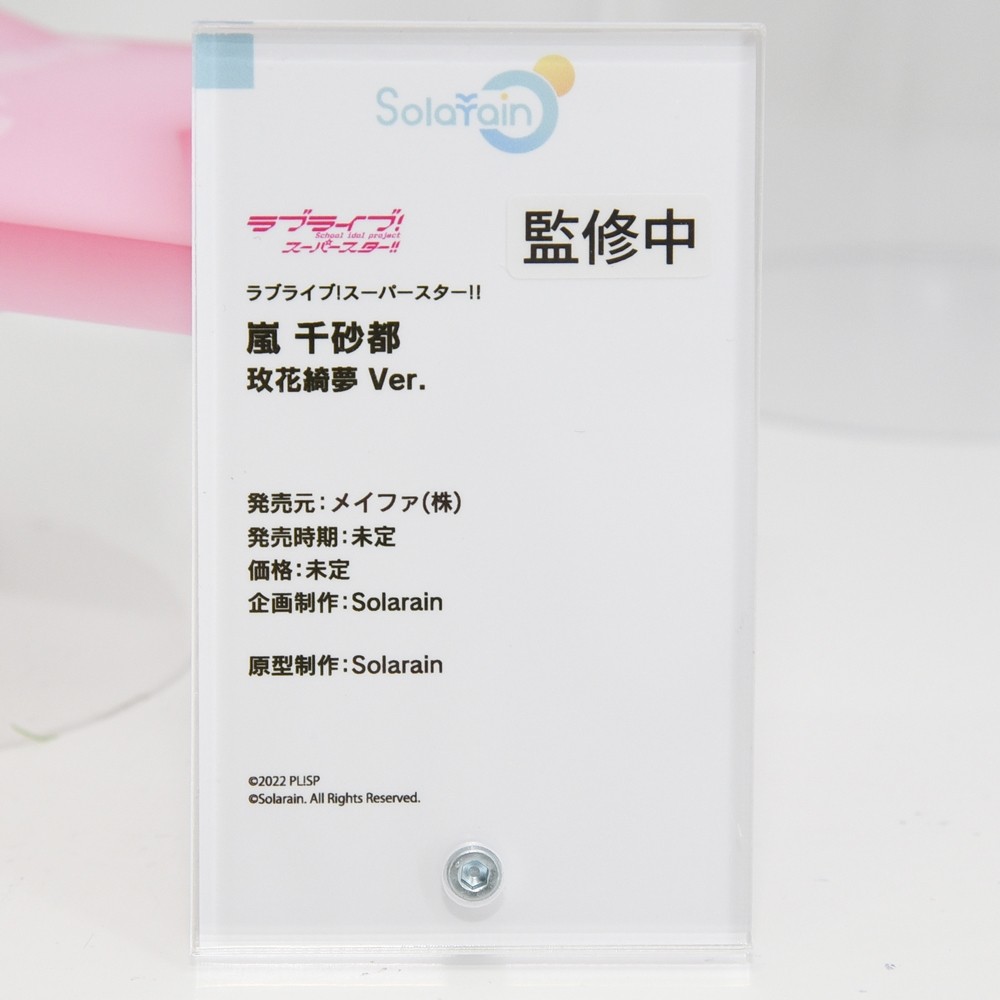 Solarain
ラブライブ!
School idol project
スーパースター!!
監修中
ラブライブ!スーパースター!!
嵐 千砂都
玫花綺夢 Ver.
発売元:メイファ(株)
発売時期:未定
価格:未定
企画制作:Solarain
原型制作:Solarain
©2022 PL!SP
©Solarain. All Rights Reserved.